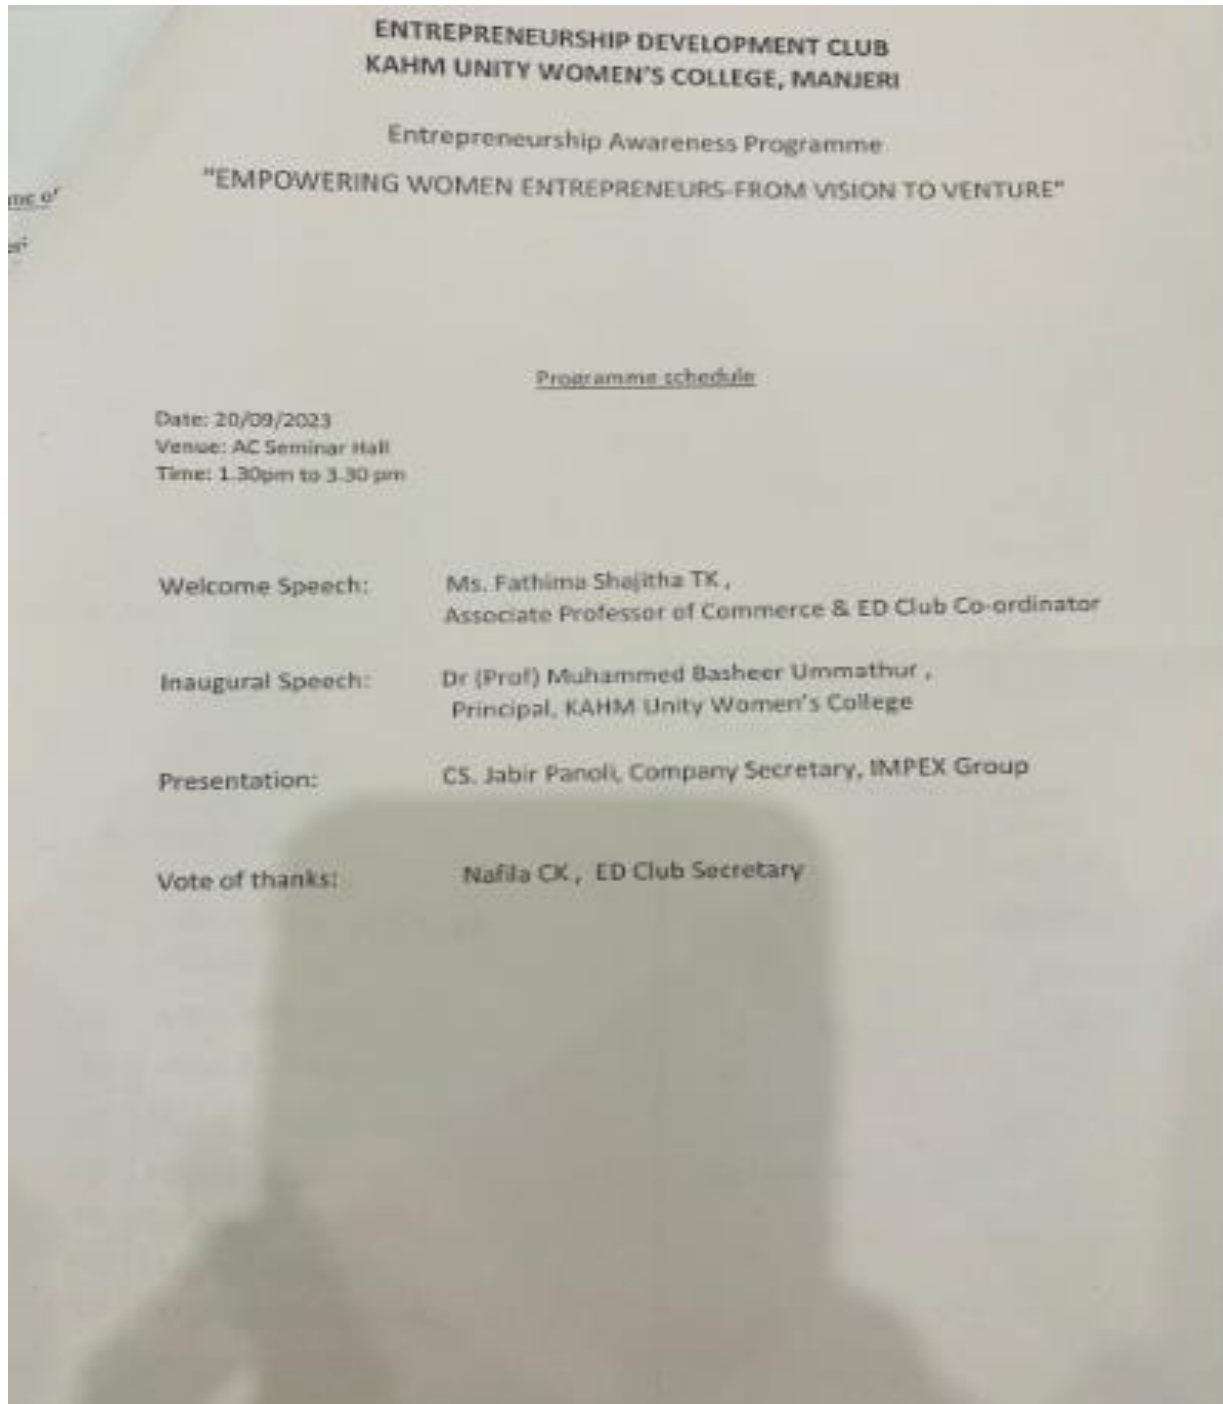 ENTREPRENEURSHIP DEVELOPMENT CLUB
KAHM UNITY WOMEN'S COLLEGE, MANJERI
Entrepreneurship Awareness Programme
"EMPOWERING WOMEN ENTREPRENEURS-FROM VISION TO VENTURE"
of
Programme schedule
Date: 20/09/2023
Venue: AC Seminar Hall
Time: 1.30pm to 3.30 pm
Welcome Speech: Ms. Fathima Shajitha TK ,
Associate Professor of Commerce & ED Club Co-ordinator
Inaugural Speech: Dr (Prof) Muhammed Basheer Ummathur ,
Principal, KAHM Unity Women's College
Presentation: CS. Jabir Panoli, Company Secretary, IMPEX Group
Vote of thanks: Nafila CK , ED Club Secretary